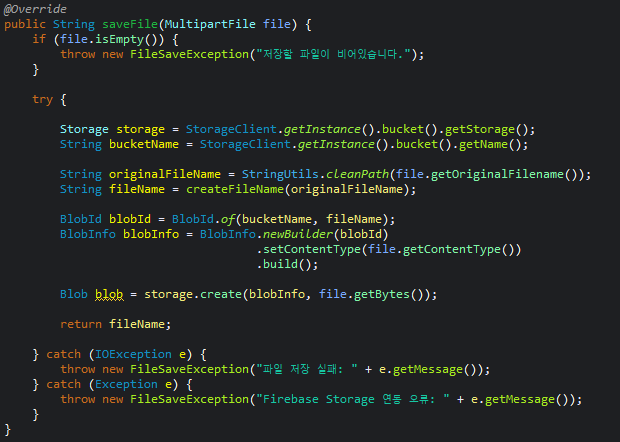 @Override
public String saveFile(MultipartFile file) {
    if (file.isEmpty()) {
        throw new FileSaveException("저장할 파일이 비어있습니다.");
    }

    try {

        Storage storage = StorageClient.getInstance().bucket().getStorage();
        String bucketName = StorageClient.getInstance().bucket().getName();

        String originalFileName = StringUtils.cleanPath(file.getOriginalFilename());
        String fileName = createFileName(originalFileName);

        BlobId blobId = BlobId.of(bucketName, fileName);
        BlobInfo blobInfo = BlobInfo.newBuilder(blobId)
                                    .setContentType(file.getContentType())
                                    .build();

        Blob blob = storage.create(blobInfo, file.getBytes());

        return fileName;

    } catch (IOException e) {
        throw new FileSaveException("파일 저장 실패: " + e.getMessage());
    } catch (Exception e) {
        throw new FileSaveException("Firebase Storage 연동 오류: " + e.getMessage());
    }
}